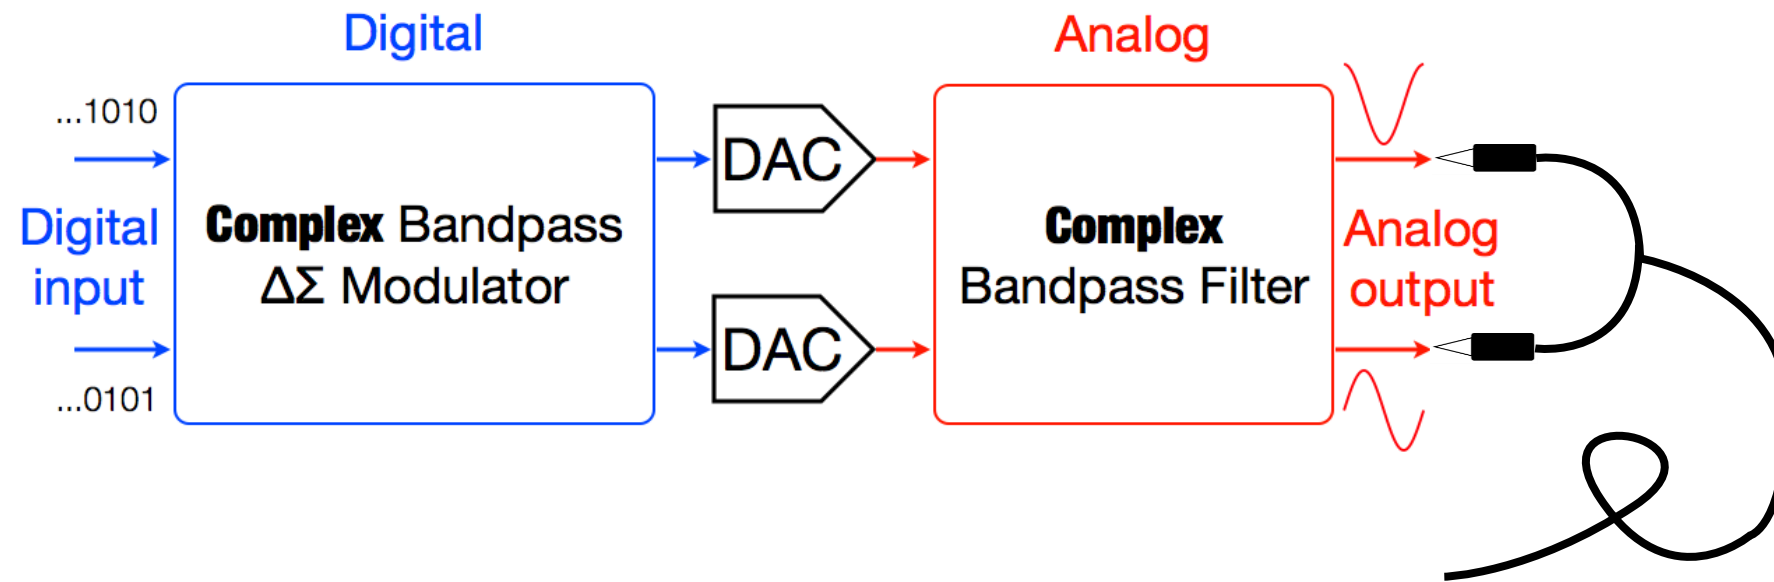 Digital
Analog
...1010
DAC
Digital
input
Complex Bandpass
ΔΣ Modulator
Complex
Bandpass Filter
Analog
output
DAC
...0101